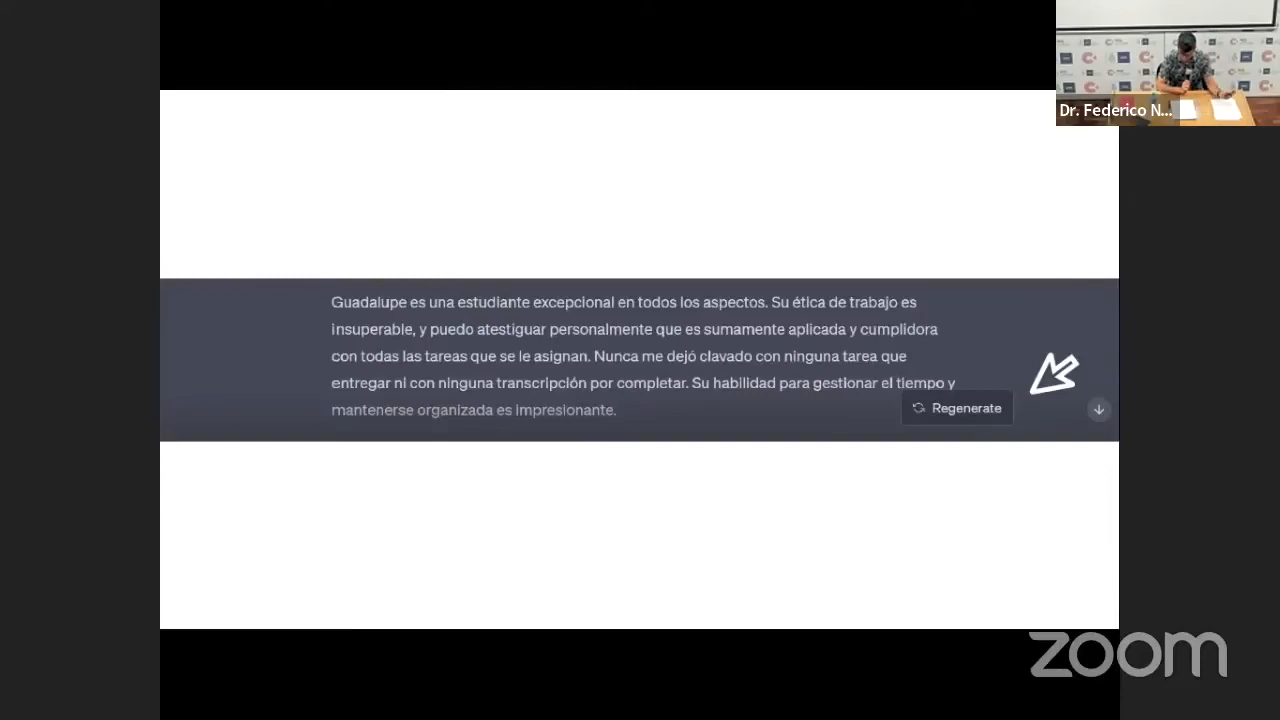 Dr. Federico N...
Guadalupe es una estudiante excepcional en todos los aspectos. Su ética de trabajo es
insuperable, y puedo atestiguar personalmente que es sumamente aplicada y cumplidora
con todas las tareas que se le asignan. Nunca me dejó clavado con ninguna tarea que
entregar ni con ninguna transcripción por completar. Su habilidad para gestionar el tiempo y
mantenerse organizada es impresionante.
Regenerate
zoom